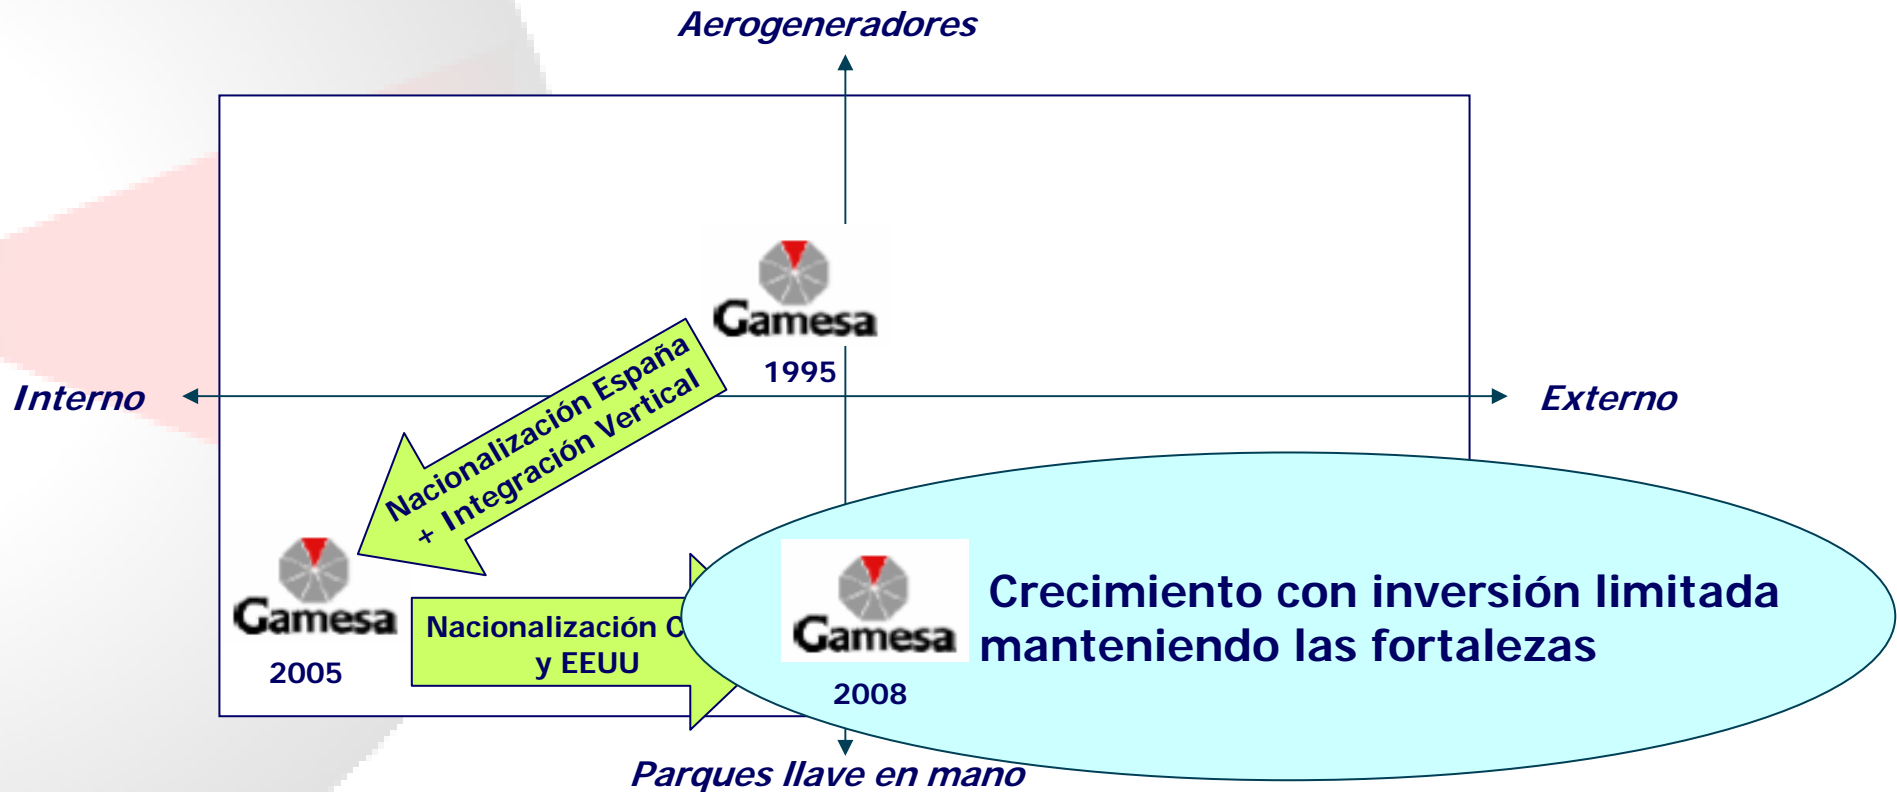 Aerogeneradores
Gamesa
1995
Interno
Externo
Nacionalización España
+ Integración Vertical
Gamesa
2005
Nacionalización
y EEUU
Gamesa
2008
Crecimiento con inversión limitada
manteniendo las fortalezas
Parques llave en mano